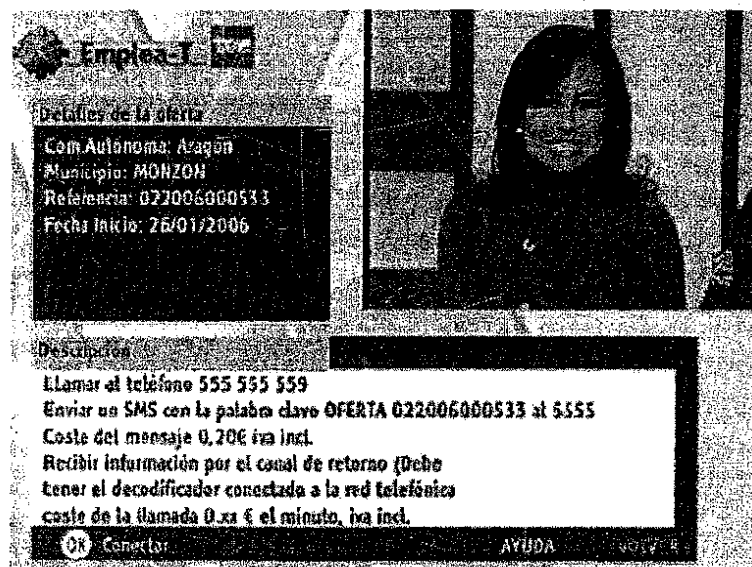 Emplea-T
Detalles de la oferta
Com.Autónoma: Aragón
Municipio: MONZON
Referencia: 022006000533
Fecha Inicio: 26/01/2006
Descripción
LLamar al teléfono 555 555 559
Enviar un SMS con la palabra clave OFERTA 022006000533 al 5555
Coste del mensaje 0,20€ iva incl.
Recibir información por el canal de retorno (Debe
tener el decodificador conectado a la red telefónica
coste de la llamada 0.xx € el minuto, iva incl.
OK Conectar AYUDA VOLVER